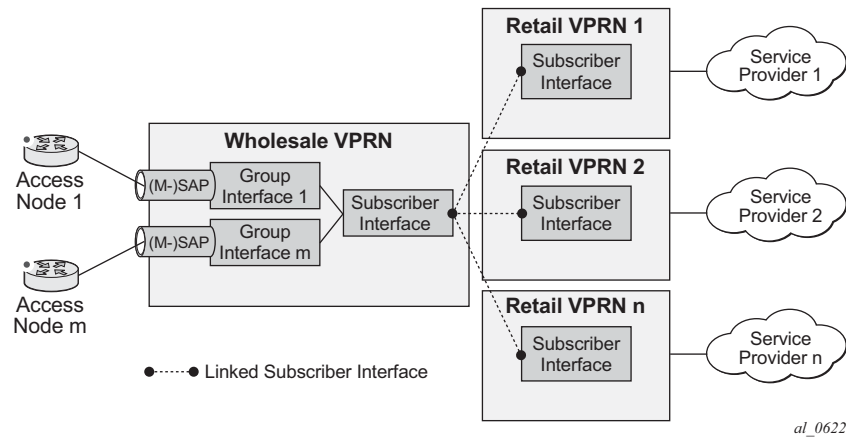 Retail VPRN 1
Subscriber
Interface
Service
Provider 1
Wholesale VPRN
Access
Node 1
(M-)SAP
Group
Interface 1
Subscriber
Interface
Retail VPRN 2
Subscriber
Interface
Service
Provider 2
(M-)SAP
Group
Interface m
Access
Node m
Retail VPRN n
Subscriber
Interface
Service
Provider n
Linked Subscriber Interface
al_0622